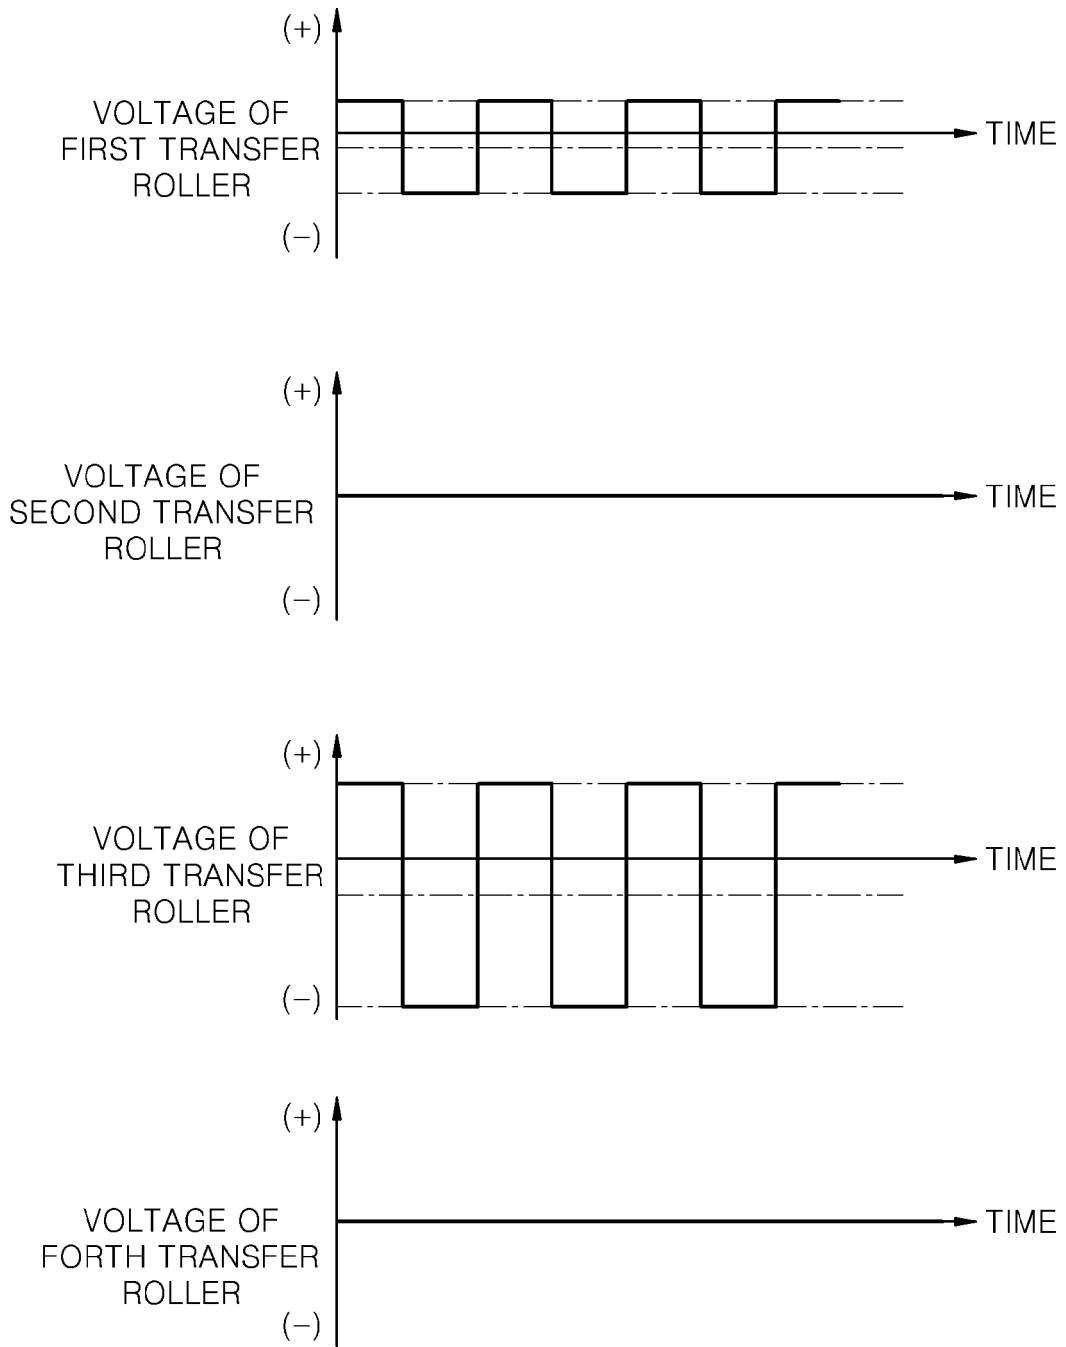 (+)
VOLTAGE OF
FIRST TRANSFER
ROLLER
TIME
(−)
(+)
VOLTAGE OF
SECOND TRANSFER
ROLLER
TIME
(−)
(+)
VOLTAGE OF
THIRD TRANSFER
ROLLER
TIME
(−)
(+)
VOLTAGE OF
FORTH TRANSFER
ROLLER
TIME
(−)